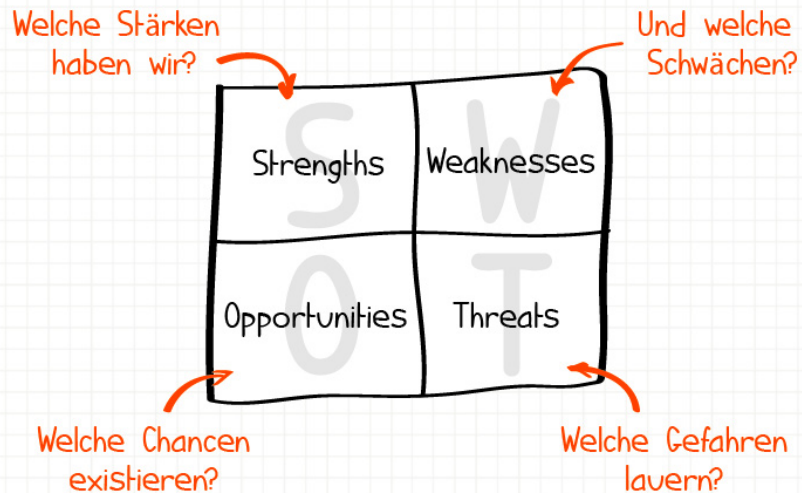 Welche Stärken
haben wir?
Und welche
Schwächen?
S
W
Strengths
Weaknesses
O
T
Opportunities
Threats
Welche Chancen
existieren?
Welche Gefahren
lauern?